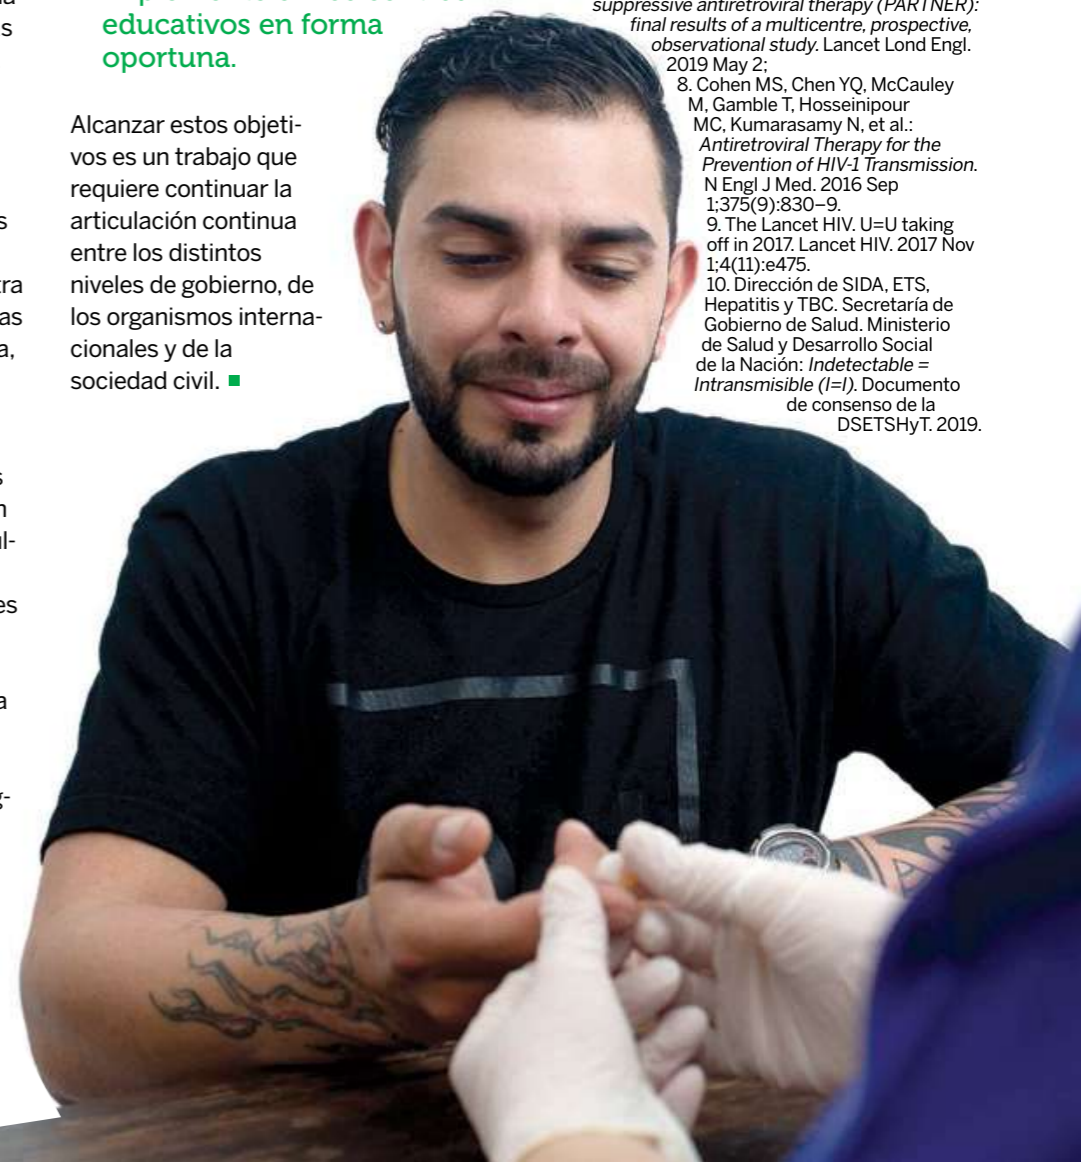 educativos en forma
oportuna.
Alcanzar estos objeti-
vos es un trabajo que
requiere continuar la
articulación continua
entre los distintos
niveles de gobierno, de
los organismos interna-
cionales y de la
sociedad civil.
suppressive antiretroviral therapy (PARTNER):
final results of a multicentre, prospective,
observational study. Lancet Lond Engl.
2019 May 2;
8. Cohen MS, Chen YQ, McCauley
M, Gamble T, Hosseinipour
MC, Kumarasamy N, et al.:
Antiretroviral Therapy for the
Prevention of HIV-1 Transmission.
N Engl J Med. 2016 Sep
1;375(9):830–9.
9. The Lancet HIV. U=U taking
off in 2017. Lancet HIV. 2017 Nov
1;4(11):e475.
10. Dirección de SIDA, ETS,
Hepatitis y TBC. Secretaría de
Gobierno de Salud. Ministerio
de Salud y Desarrollo Social
de la Nación: Indetectable =
Intransmisible (I=I). Documento
de consenso de la
DSETSHyT. 2019.